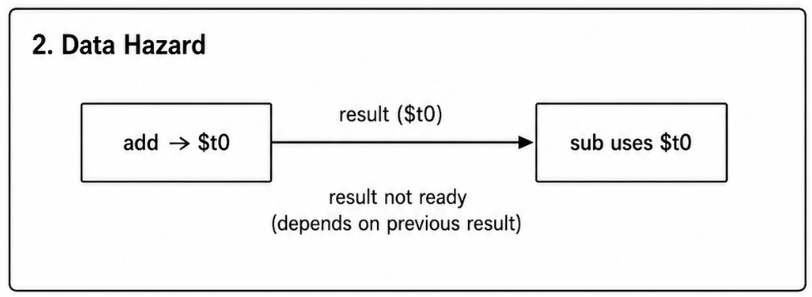 2. Data Hazard
add → $t0
result ($t0)
sub uses $t0
result not ready
(depends on previous result)